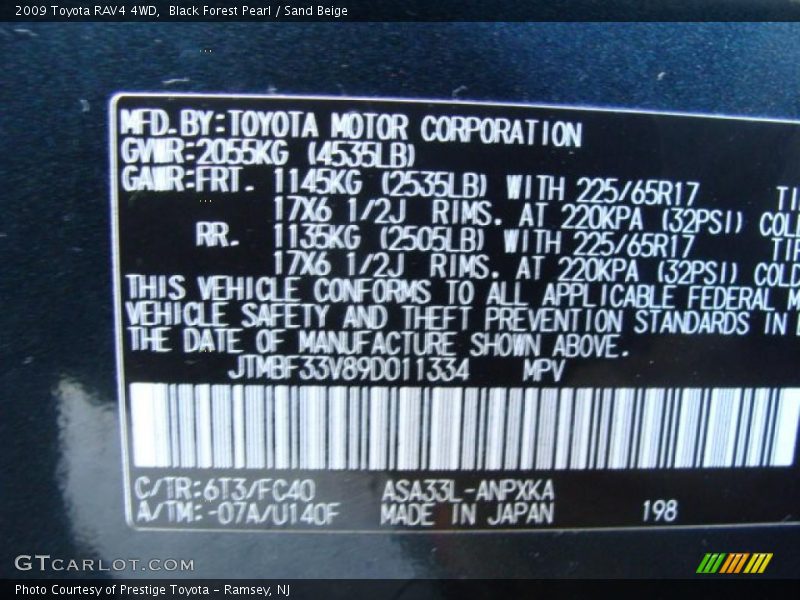 2009 Toyota RAV4 4WD,  Black Forest Pearl / Sand Beige
MFD.BY:TOYOTA MOTOR CORPORATION
GVWR:2055KG (4535LB)
GAWR:FRT. 1145KG (2535LB) WITH 225/65R17
17X6 1/2J RIMS. AT 220KPA (32PSI)
RR. 1135KG (2505LB) WITH 225/65R17
17X6 1/2J RIMS. AT 220KPA (32PSI) COLD
THIS VEHICLE CONFORMS TO ALL APPLICABLE FEDERAL M
VEHICLE SAFETY AND THEFT PREVENTION STANDARDS IN
THE DATE OF MANUFACTURE SHOWN ABOVE.
JTMBF33V89D011334 MPV
C/TR:6T3/FC40 ASA33L-ANPXKA
A/TM:-07A/U140F MADE IN JAPAN 198
GTCARLOT.COM
Photo Courtesy of Prestige Toyota - Ramsey, NJ